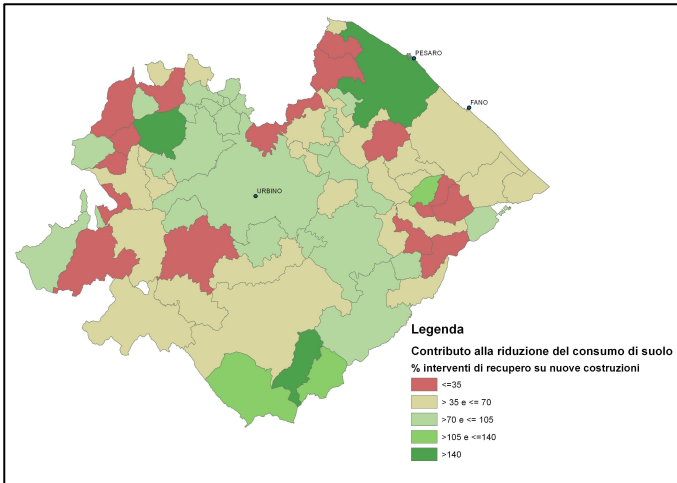 PESARO
FANO
URBINO
Legenda
Contributo alla riduzione del consumo di suolo
% interventi di recupero su nuove costruzioni
<=35
> 35 e <= 70
>70 e <= 105
>105 e <=140
>140